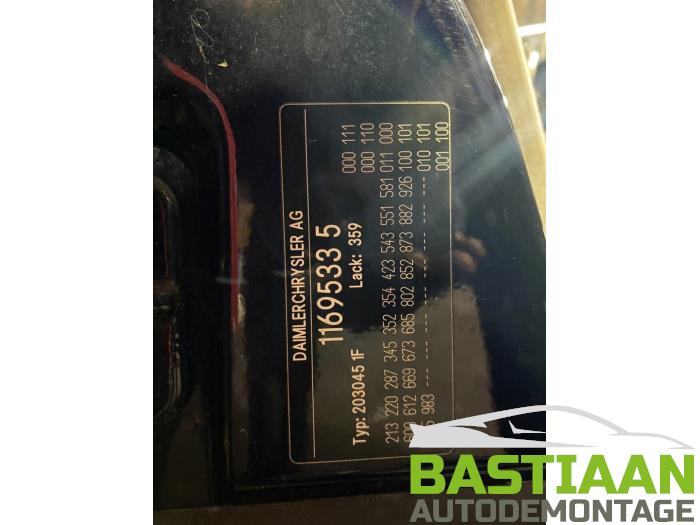 DAIMLERCHRYSLER AG
1169533 5
Typ: 203045 1F Lack: 359
000 111
000 110
213 220 287 345 352 354 423 543 551 581 011 000
612 669 673 685 802 852 873 882 926 100 101
983 --- --- --- --- --- --- --- --- 010 101
001 100
BASTIAAN
AUTODEMONTAGE